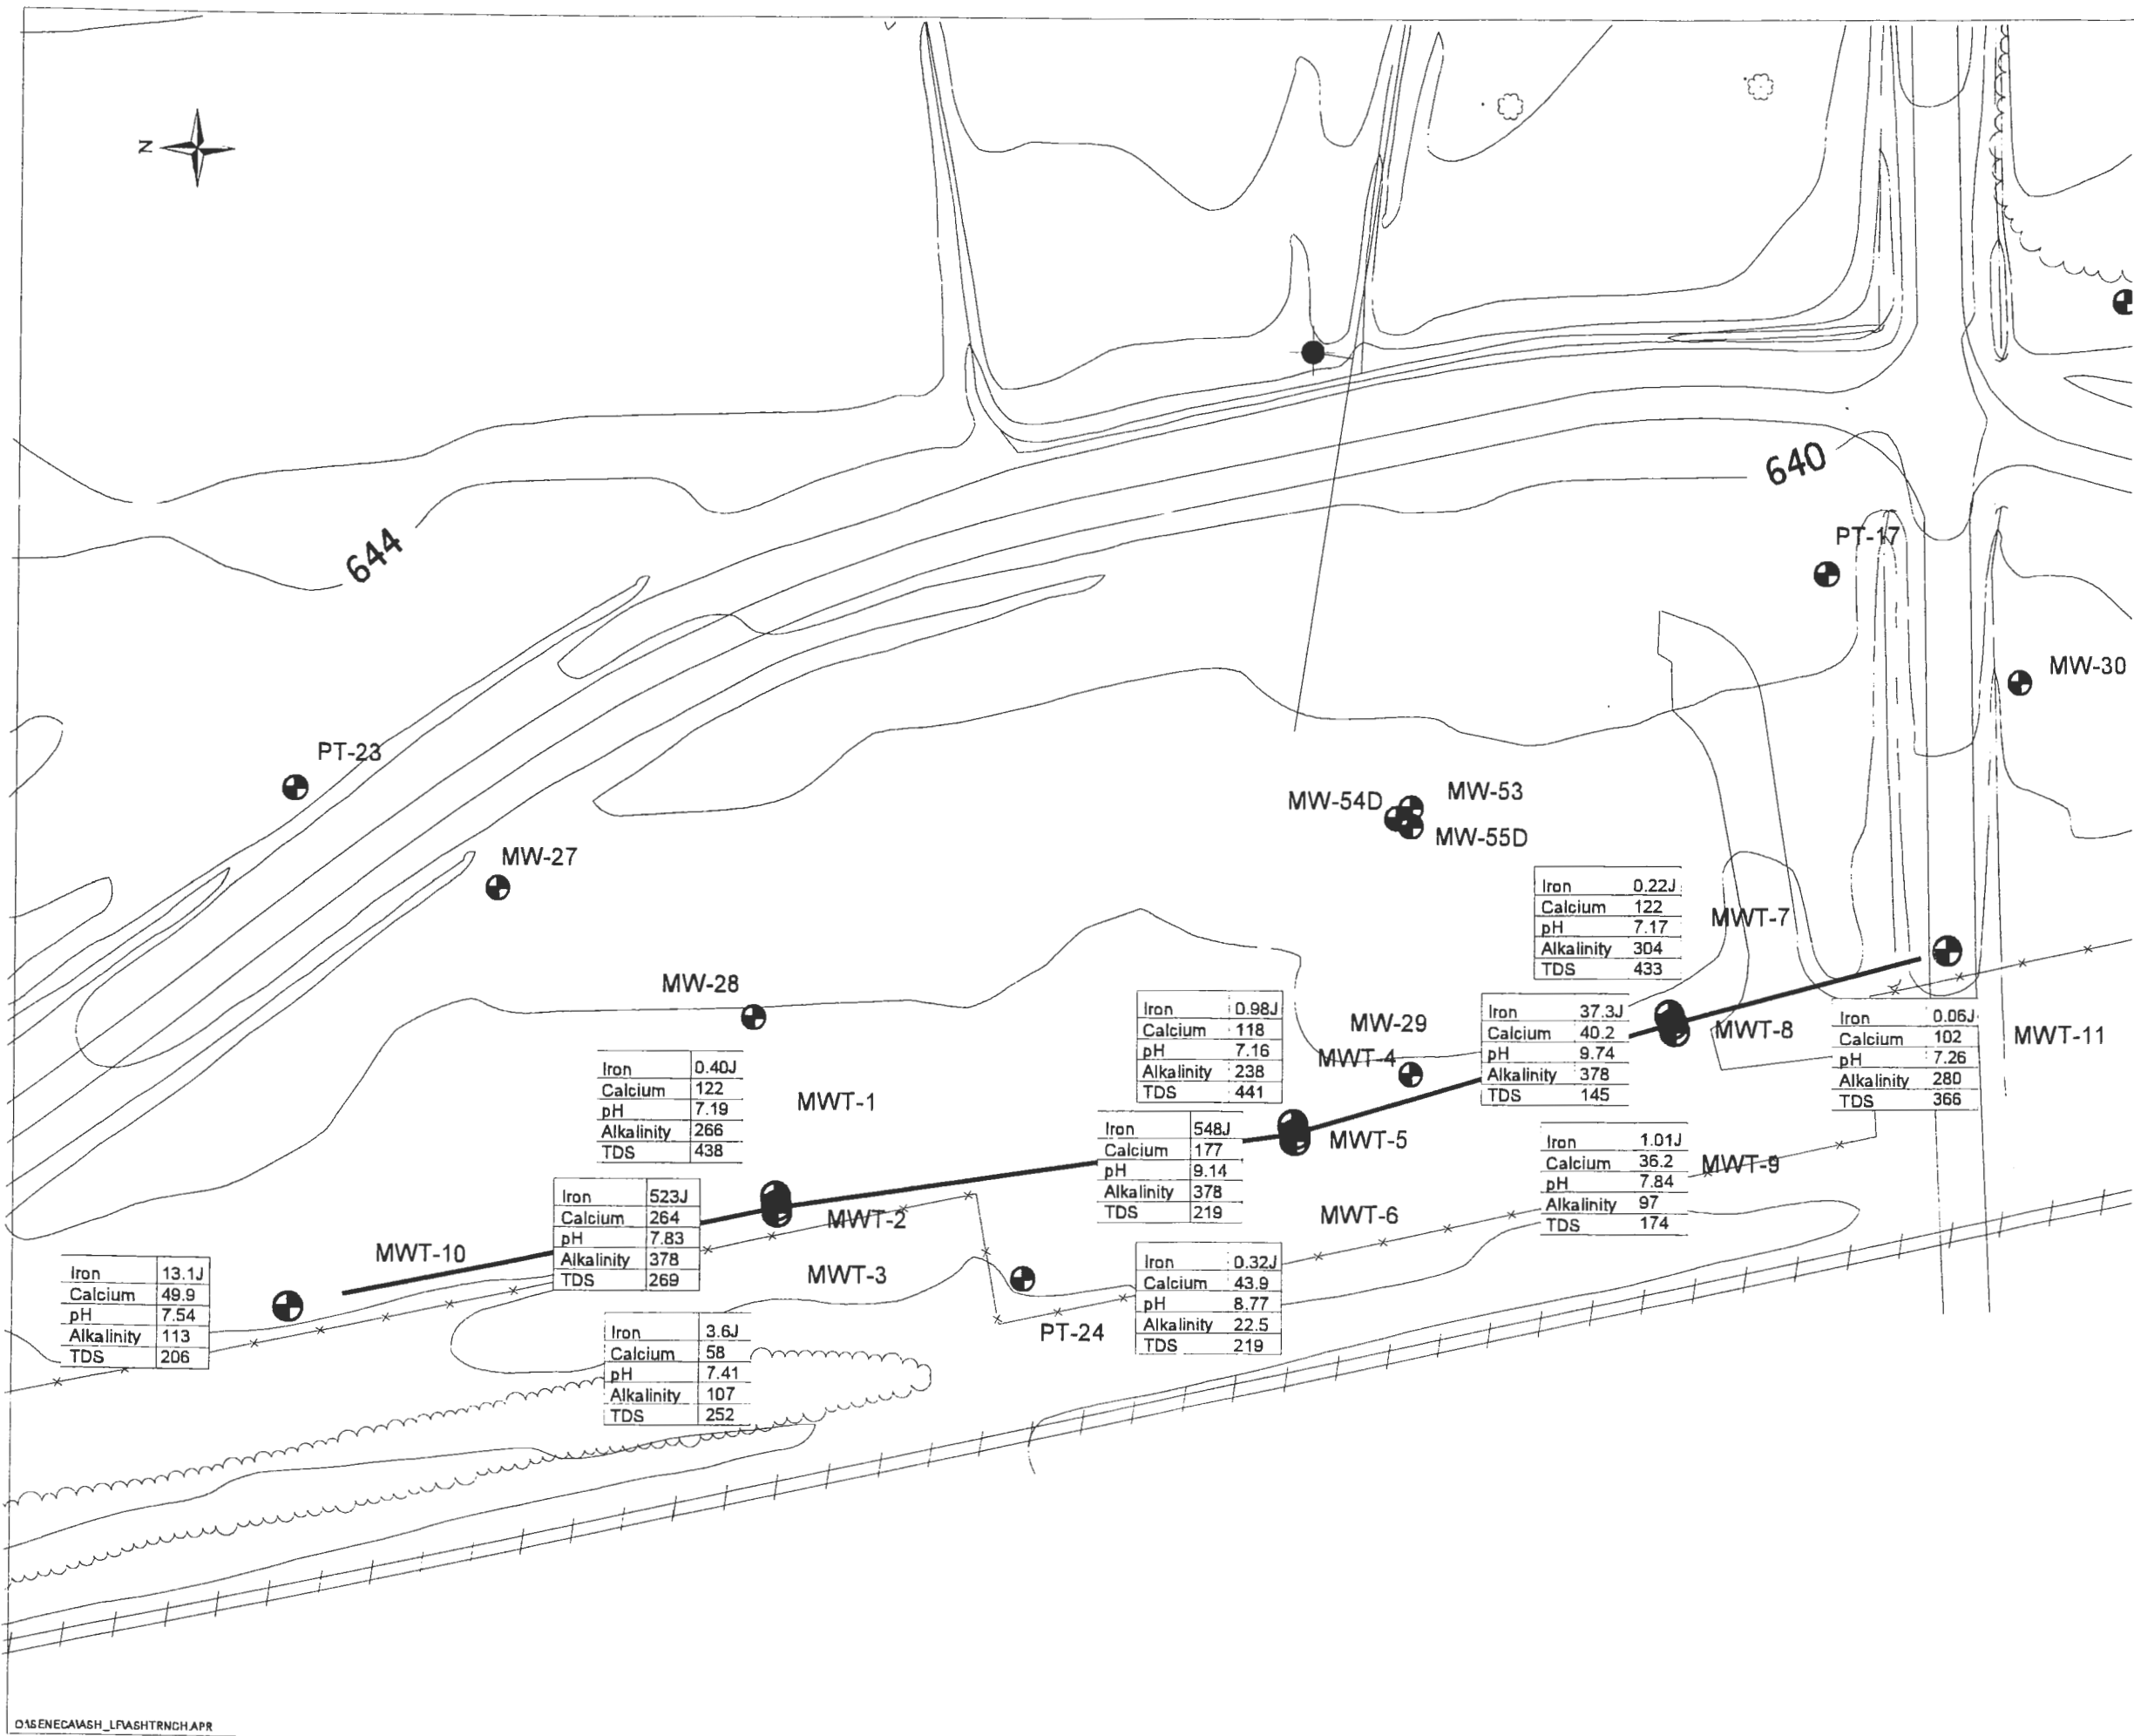 N
640
644
PT-17
MW-30
PT-23
MW-54D
MW-53
MW-55D
MW-27
Iron 0.22J
Calcium 122
pH 7.17
Alkalinity 304
TDS 433
MWT-7
MW-28
Iron 0.98J
Calcium 118
pH 7.16
Alkalinity 238
TDS 441
MW-29
MWT-4
Iron 37.3J
Calcium 40.2
pH 9.74
Alkalinity 378
TDS 145
MWT-8
Iron 0.06J
Calcium 102
pH 7.26
Alkalinity 280
TDS 366
MWT-11
Iron 0.40J
Calcium 122
pH 7.19
Alkalinity 266
TDS 438
MWT-1
Iron 548J
Calcium 177
pH 9.14
Alkalinity 378
TDS 219
MWT-5
Iron 1.01J
Calcium 36.2
pH 7.84
Alkalinity 97
TDS 174
MWT-9
Iron 523J
Calcium 264
pH 7.83
Alkalinity 378
TDS 269
MWT-2
MWT-6
MWT-10
Iron 13.1J
Calcium 49.9
pH 7.54
Alkalinity 113
TDS 206
MWT-3
Iron 0.32J
Calcium 43.9
pH 8.77
Alkalinity 22.5
TDS 219
PT-24
Iron 3.6J
Calcium 58
pH 7.41
Alkalinity 107
TDS 252
O:\SENECA\ASH_LF\ASHTRNCH.APR